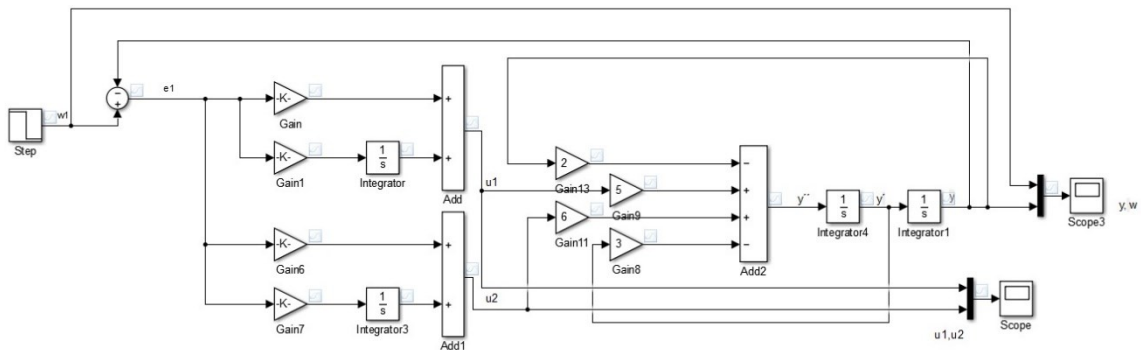 w1
Step
−
+
e1
-K-
Gain
-K-
Gain1
1
s
Integrator
+
+
Add
u1
-K-
Gain6
-K-
Gain7
1
s
Integrator3
+
+
Add1
u2
2
Gain13
5
Gain9
6
Gain11
3
Gain8
−
+
+
−
Add2
y''
1
s
Integrator4
y'
1
s
Integrator1
y
Scope3
y, w
u1,u2
Scope